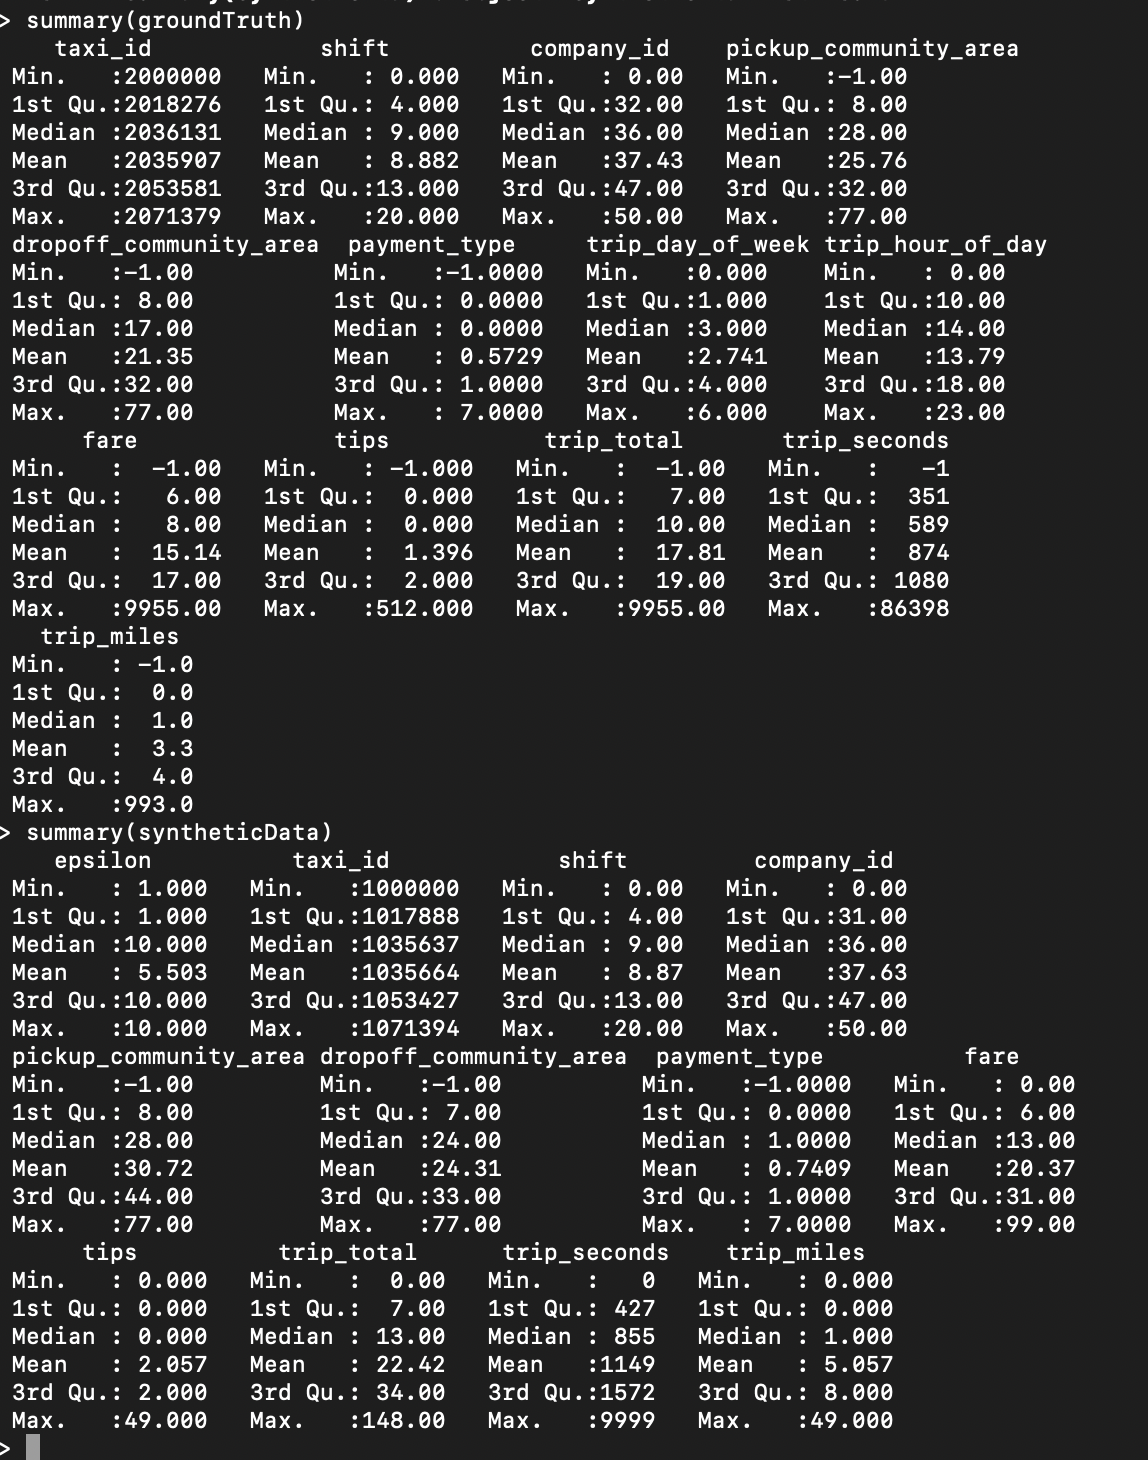 > summary(groundTruth)
taxi_id shift company_id pickup_community_area
Min. :2000000 Min. : 0.000 Min. : 0.00 Min. :-1.00
1st Qu.:2018276 1st Qu.: 4.000 1st Qu.:32.00 1st Qu.: 8.00
Median :2036131 Median : 9.000 Median :36.00 Median :28.00
Mean :2035907 Mean : 8.882 Mean :37.43 Mean :25.76
3rd Qu.:2053581 3rd Qu.:13.000 3rd Qu.:47.00 3rd Qu.:32.00
Max. :2071379 Max. :20.000 Max. :50.00 Max. :77.00
dropoff_community_area payment_type trip_day_of_week trip_hour_of_day
Min. :-1.00 Min. :-1.0000 Min. :0.000 Min. : 0.00
1st Qu.: 8.00 1st Qu.: 0.0000 1st Qu.:1.000 1st Qu.:10.00
Median :17.00 Median : 0.0000 Median :3.000 Median :14.00
Mean :21.35 Mean : 0.5729 Mean :2.741 Mean :13.79
3rd Qu.:32.00 3rd Qu.: 1.0000 3rd Qu.:4.000 3rd Qu.:18.00
Max. :77.00 Max. : 7.0000 Max. :6.000 Max. :23.00
fare tips trip_total trip_seconds
Min. : -1.00 Min. : -1.000 Min. : -1.00 Min. : -1
1st Qu.: 6.00 1st Qu.: 0.000 1st Qu.: 7.00 1st Qu.: 351
Median : 8.00 Median : 0.000 Median : 10.00 Median : 589
Mean : 15.14 Mean : 1.396 Mean : 17.81 Mean : 874
3rd Qu.: 17.00 3rd Qu.: 2.000 3rd Qu.: 19.00 3rd Qu.: 1080
Max. :9955.00 Max. :512.000 Max. :9955.00 Max. :86398
trip_miles
Min. : -1.0
1st Qu.: 0.0
Median : 1.0
Mean : 3.3
3rd Qu.: 4.0
Max. :993.0
> summary(syntheticData)
epsilon taxi_id shift company_id
Min. : 1.000 Min. :1000000 Min. : 0.00 Min. : 0.00
1st Qu.: 1.000 1st Qu.:1017888 1st Qu.: 4.00 1st Qu.:31.00
Median :10.000 Median :1035637 Median : 9.00 Median :36.00
Mean : 5.503 Mean :1035664 Mean : 8.87 Mean :37.63
3rd Qu.:10.000 3rd Qu.:1053427 3rd Qu.:13.00 3rd Qu.:47.00
Max. :10.000 Max. :1071394 Max. :20.00 Max. :50.00
pickup_community_area dropoff_community_area payment_type fare
Min. :-1.00 Min. :-1.00 Min. :-1.0000 Min. : 0.00
1st Qu.: 8.00 1st Qu.: 7.00 1st Qu.: 0.0000 1st Qu.: 6.00
Median :28.00 Median :24.00 Median : 1.0000 Median :13.00
Mean :30.72 Mean :24.31 Mean : 0.7409 Mean :20.37
3rd Qu.:44.00 3rd Qu.:33.00 3rd Qu.: 1.0000 3rd Qu.:31.00
Max. :77.00 Max. :77.00 Max. : 7.0000 Max. :99.00
tips trip_total trip_seconds trip_miles
Min. : 0.000 Min. : 0.00 Min. : 0 Min. : 0.000
1st Qu.: 0.000 1st Qu.: 7.00 1st Qu.: 427 1st Qu.: 0.000
Median : 0.000 Median : 13.00 Median : 855 Median : 1.000
Mean : 2.057 Mean : 22.42 Mean :1149 Mean : 5.057
3rd Qu.: 2.000 3rd Qu.: 34.00 3rd Qu.:1572 3rd Qu.: 8.000
Max. :49.000 Max. :148.00 Max. :9999 Max. :49.000
>